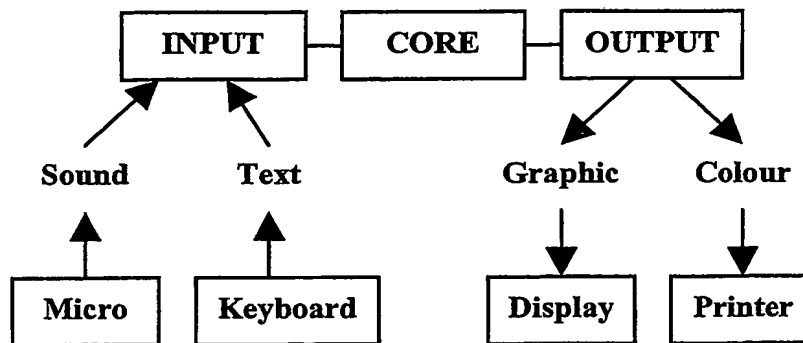 INPUT CORE OUTPUT
Sound Text Graphic Colour
Micro Keyboard Display Printer